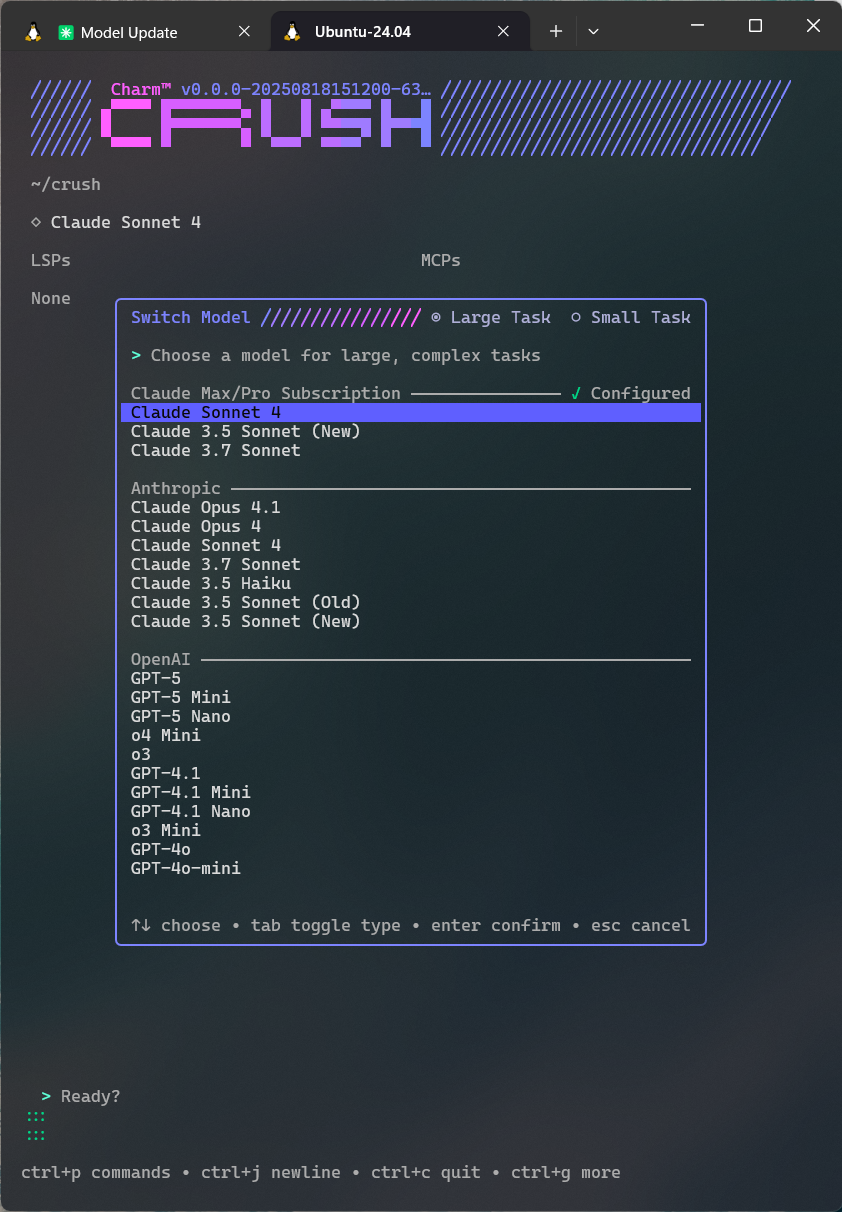 Model Update
Ubuntu-24.04
Charm™ v0.0.0-20250818151200-63…
CRUSH
~/crush
◇ Claude Sonnet 4
LSPs MCPs
None
Switch Model //////////////// ◉ Large Task ○ Small Task
> Choose a model for large, complex tasks
Claude Max/Pro Subscription ─────────────── ✓ Configured
Claude Sonnet 4
Claude 3.5 Sonnet (New)
Claude 3.7 Sonnet
Anthropic
Claude Opus 4.1
Claude Opus 4
Claude Sonnet 4
Claude 3.7 Sonnet
Claude 3.5 Haiku
Claude 3.5 Sonnet (Old)
Claude 3.5 Sonnet (New)
OpenAI
GPT-5
GPT-5 Mini
GPT-5 Nano
o4 Mini
o3
GPT-4.1
GPT-4.1 Mini
GPT-4.1 Nano
o3 Mini
GPT-4o
GPT-4o-mini
↑↓ choose • tab toggle type • enter confirm • esc cancel
> Ready?
:::
:::
ctrl+p commands • ctrl+j newline • ctrl+c quit • ctrl+g more